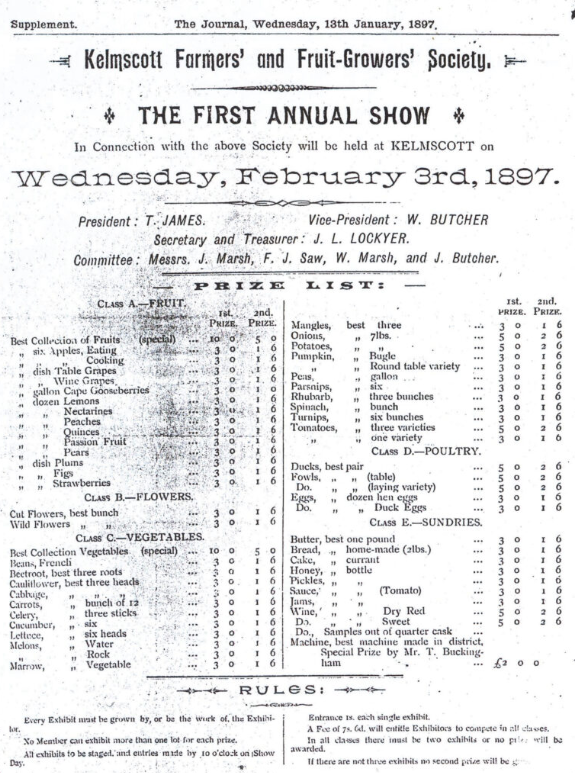 Supplement. The Journal, Wednesday, 13th January, 1897.
Kelmscott Farmers' and Fruit-Growers' Society.
THE FIRST ANNUAL SHOW
In Connection with the above Society will be held at KELMSCOTT on
Wednesday, February 3rd, 1897.
President: T. JAMES. Vice-President: W. BUTCHER
Secretary and Treasurer: J. L. LOCKYER.
Committee: Messrs. J. Marsh, F. J. Saw, W. Marsh, and J. Butcher.
PRIZE LIST:
CLASS A.—FRUIT.
1st. 2nd.
PRIZE. PRIZE.
Best Collection of Fruits (special) ... 10 0 5 0
„ six Apples, Eating ... 3 0 1 6
„ „ Cooking ... 3 0 1 6
„ dish Table Grapes ... 3 0 1 6
„ „ Wine Grapes ... 3 0 1 6
„ gallon Cape Gooseberries ... 3 0 1 0
„ dozen Lemons ... 3 0 1 6
„ „ Nectarines ... 3 0 1 6
„ „ Peaches ... 3 0 1 6
„ „ Quinces ... 3 0 1 6
„ „ Passion Fruit ... 3 0 1 6
„ „ Pears ... 3 0 1 6
„ dish Plums ... 3 0 1 6
„ „ Figs ... 3 0 1 6
„ „ Strawberries ... 3 0 1 6
CLASS B.—FLOWERS.
Cut Flowers, best bunch ... 3 0 1 6
Wild Flowers „ „ ... 3 0 1 6
CLASS C.—VEGETABLES.
Best Collection Vegetables (special) ... 10 0 5 0
Beans, French ... 3 0 1 6
Beetroot, best three roots ... 3 0 1 6
Cauliflower, best three heads ... 3 0 1 6
Cabbage, „ „ „ ... 3 0 1 6
Carrots, „ bunch of 12 ... 3 0 1 6
Celery, „ three sticks ... 3 0 1 6
Cucumber, „ six ... 3 0 1 6
Lettece, „ six heads ... 3 0 1 6
Melons, „ Water ... 3 0 1 6
„ „ Rock ... 3 0 1 6
Marrow, „ Vegetable ... 3 0 1 6
1st. 2nd.
PRIZE. PRIZE.
Mangles, best three ... 3 0 1 6
Onions, „ 7lbs. ... 5 0 2 6
Potatoes, „ „ ... 5 0 2 6
Pumpkin, „ Bugle ... 3 0 1 6
„ „ Round table variety ... 3 0 1 6
Peas, „ gallon ... 3 0 1 6
Parsnips, „ six ... 3 0 1 6
Rhubarb, „ three bunches ... 3 0 1 6
Spinach, „ bunch ... 3 0 1 6
Turnips, „ six bunches ... 3 0 1 6
Tomatoes, „ three varieties ... 3 0 1 6
„ „ one variety ... 3 0 1 6
CLASS D.—POULTRY.
Ducks, best pair ... 5 0 2 6
Fowls, „ „ (table) ... 5 0 2 6
Do. „ „ (laying variety) ... 5 0 2 6
Eggs, „ dozen hen eggs ... 3 0 1 6
Do. „ „ Duck Eggs ... 3 0 1 6
CLASS E.—SUNDRIES.
Butter, best one pound ... 3 0 1 6
Bread, „ home-made (2lbs.) ... 3 0 1 6
Cake, „ currant ... 3 0 1 6
Honey, „ bottle ... 3 0 1 6
Pickles, „ „ ... 3 0 1 6
Sauce, „ „ (Tomato) ... 3 0 1 6
Jams, „ „ ... 3 0 1 6
Wine, „ „ Dry Red ... 5 0 2 6
Do. „ „ Sweet ... 5 0 2 6
Do., Samples out of quarter cask ...
Machine, best machine made in district,
Special Prize by Mr. T. Bucking-
ham ... £2 0 0
RULES:
Every Exhibit must be grown by, or be the work of, the Exhibi-
tor.
No Member can exhibit more than one lot for each prize.
All exhibits to be staged, and entries made by 10 o'clock on Show
Day.
Entrance 1s. each single exhibit.
A Fee of 7s. 6d. will entitle Exhibitors to compete in all classes.
In all classes there must be two exhibits or no prize will be
awarded.
If there are not three exhibits no second prize will be